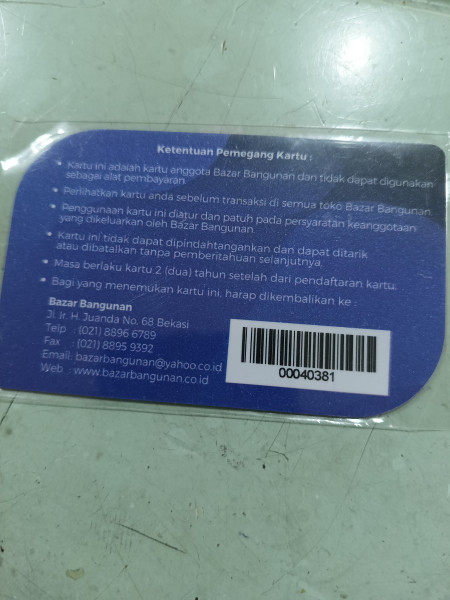 Ketentuan Pemegang Kartu :
• Kartu ini adalah kartu anggota Bazar Bangunan dan tidak dapat digunakan
sebagai alat pembayaran.
• Perlihatkan kartu anda sebelum transaksi di semua toko Bazar Bangunan
• Penggunaan kartu ini diatur dan patuh pada persyaratan keanggotaan
yang dikeluarkan oleh Bazar Bangunan.
• Kartu ini tidak dapat dipindahtangankan dan dapat ditarik
atau dibatalkan tanpa pemberitahuan selanjutnya.
• Masa berlaku kartu 2 (dua) tahun setelah dari pendaftaran kartu.
• Bagi yang menemukan kartu ini, harap dikembalikan ke :
Bazar Bangunan
Jl. Ir. H. Juanda No, 68 Bekasi
Telp : (021) 8896 6789
Fax : (021) 8895 9392
Email: bazarbangunan@yahoo.co.id
Web : www.bazarbangunan.co.id
00040381